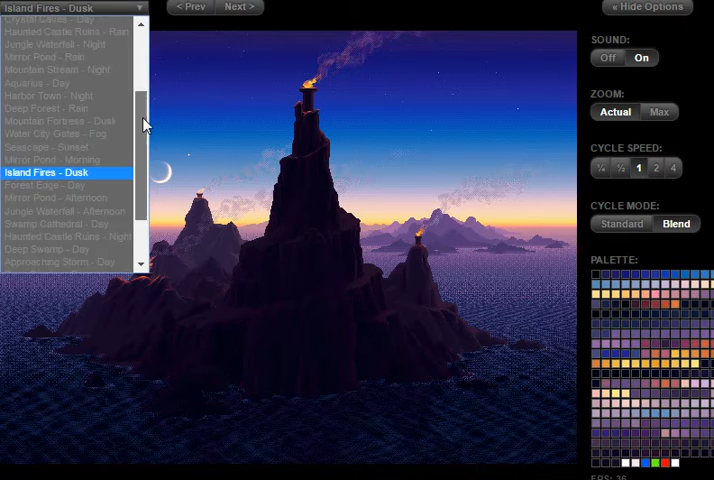 Island Fires - Dusk
< Prev
Next >
« Hide Options
Crystal Caves - Day
Haunted Castle Ruins - Rain
Jungle Waterfall - Night
Mirror Pond - Rain
Mountain Stream - Night
Aquarius - Day
Harbor Town - Night
Deep Forest - Rain
Mountain Fortress - Dusk
Water City Gates - Fog
Seascape - Sunset
Mirror Pond - Morning
Island Fires - Dusk
Forest Edge - Day
Mirror Pond - Afternoon
Jungle Waterfall - Afternoon
Swamp Cathedral - Day
Haunted Castle Ruins - Night
Deep Swamp - Day
Approaching Storm - Day
SOUND:
Off On
ZOOM:
Actual Max
CYCLE SPEED:
¼ ½ 1 2 4
CYCLE MODE:
Standard Blend
PALETTE:
FPS: 36